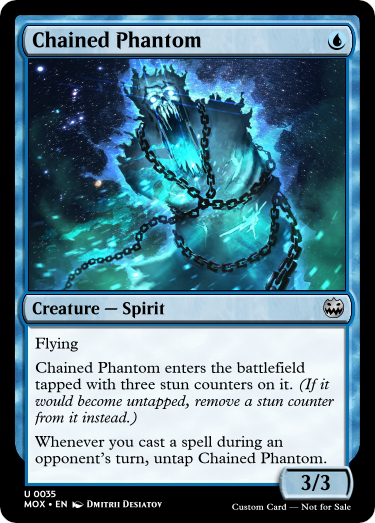 Chained Phantom
Creature — Spirit
Flying
Chained Phantom enters the battlefield
tapped with three stun counters on it. (If it
would become untapped, remove a stun counter
from it instead.)
Whenever you cast a spell during an
opponent's turn, untap Chained Phantom.
3/3
U 0035
MOX • EN Dmitrii Desiatov
Custom Card — Not for Sale